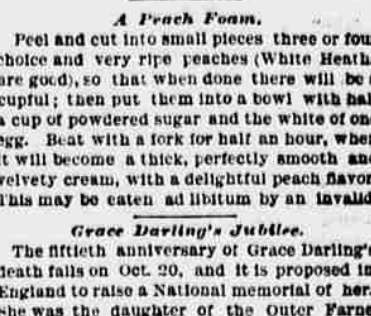 A Peach Foam.
Peel and cut into small pieces three or fou
choice and very ripe peaches (White Heath
are good), so that when done there will be
cupful; then put them into a bowl with hal
a cup of powdered sugar and the white of on
egg. Beat with a fork for half an hour, whe
it will become a thick, perfectly smooth an
velvety cream, with a delightful peach flavor
This may be eaten ad libitum by an invalid
Grace Darling's Jubilee.
The fiftieth anniversary of Grace Darling's
death falls on Oct. 20, and it is proposed in
England to raise a National memorial of her.
she was the daughter of the Outer Farne